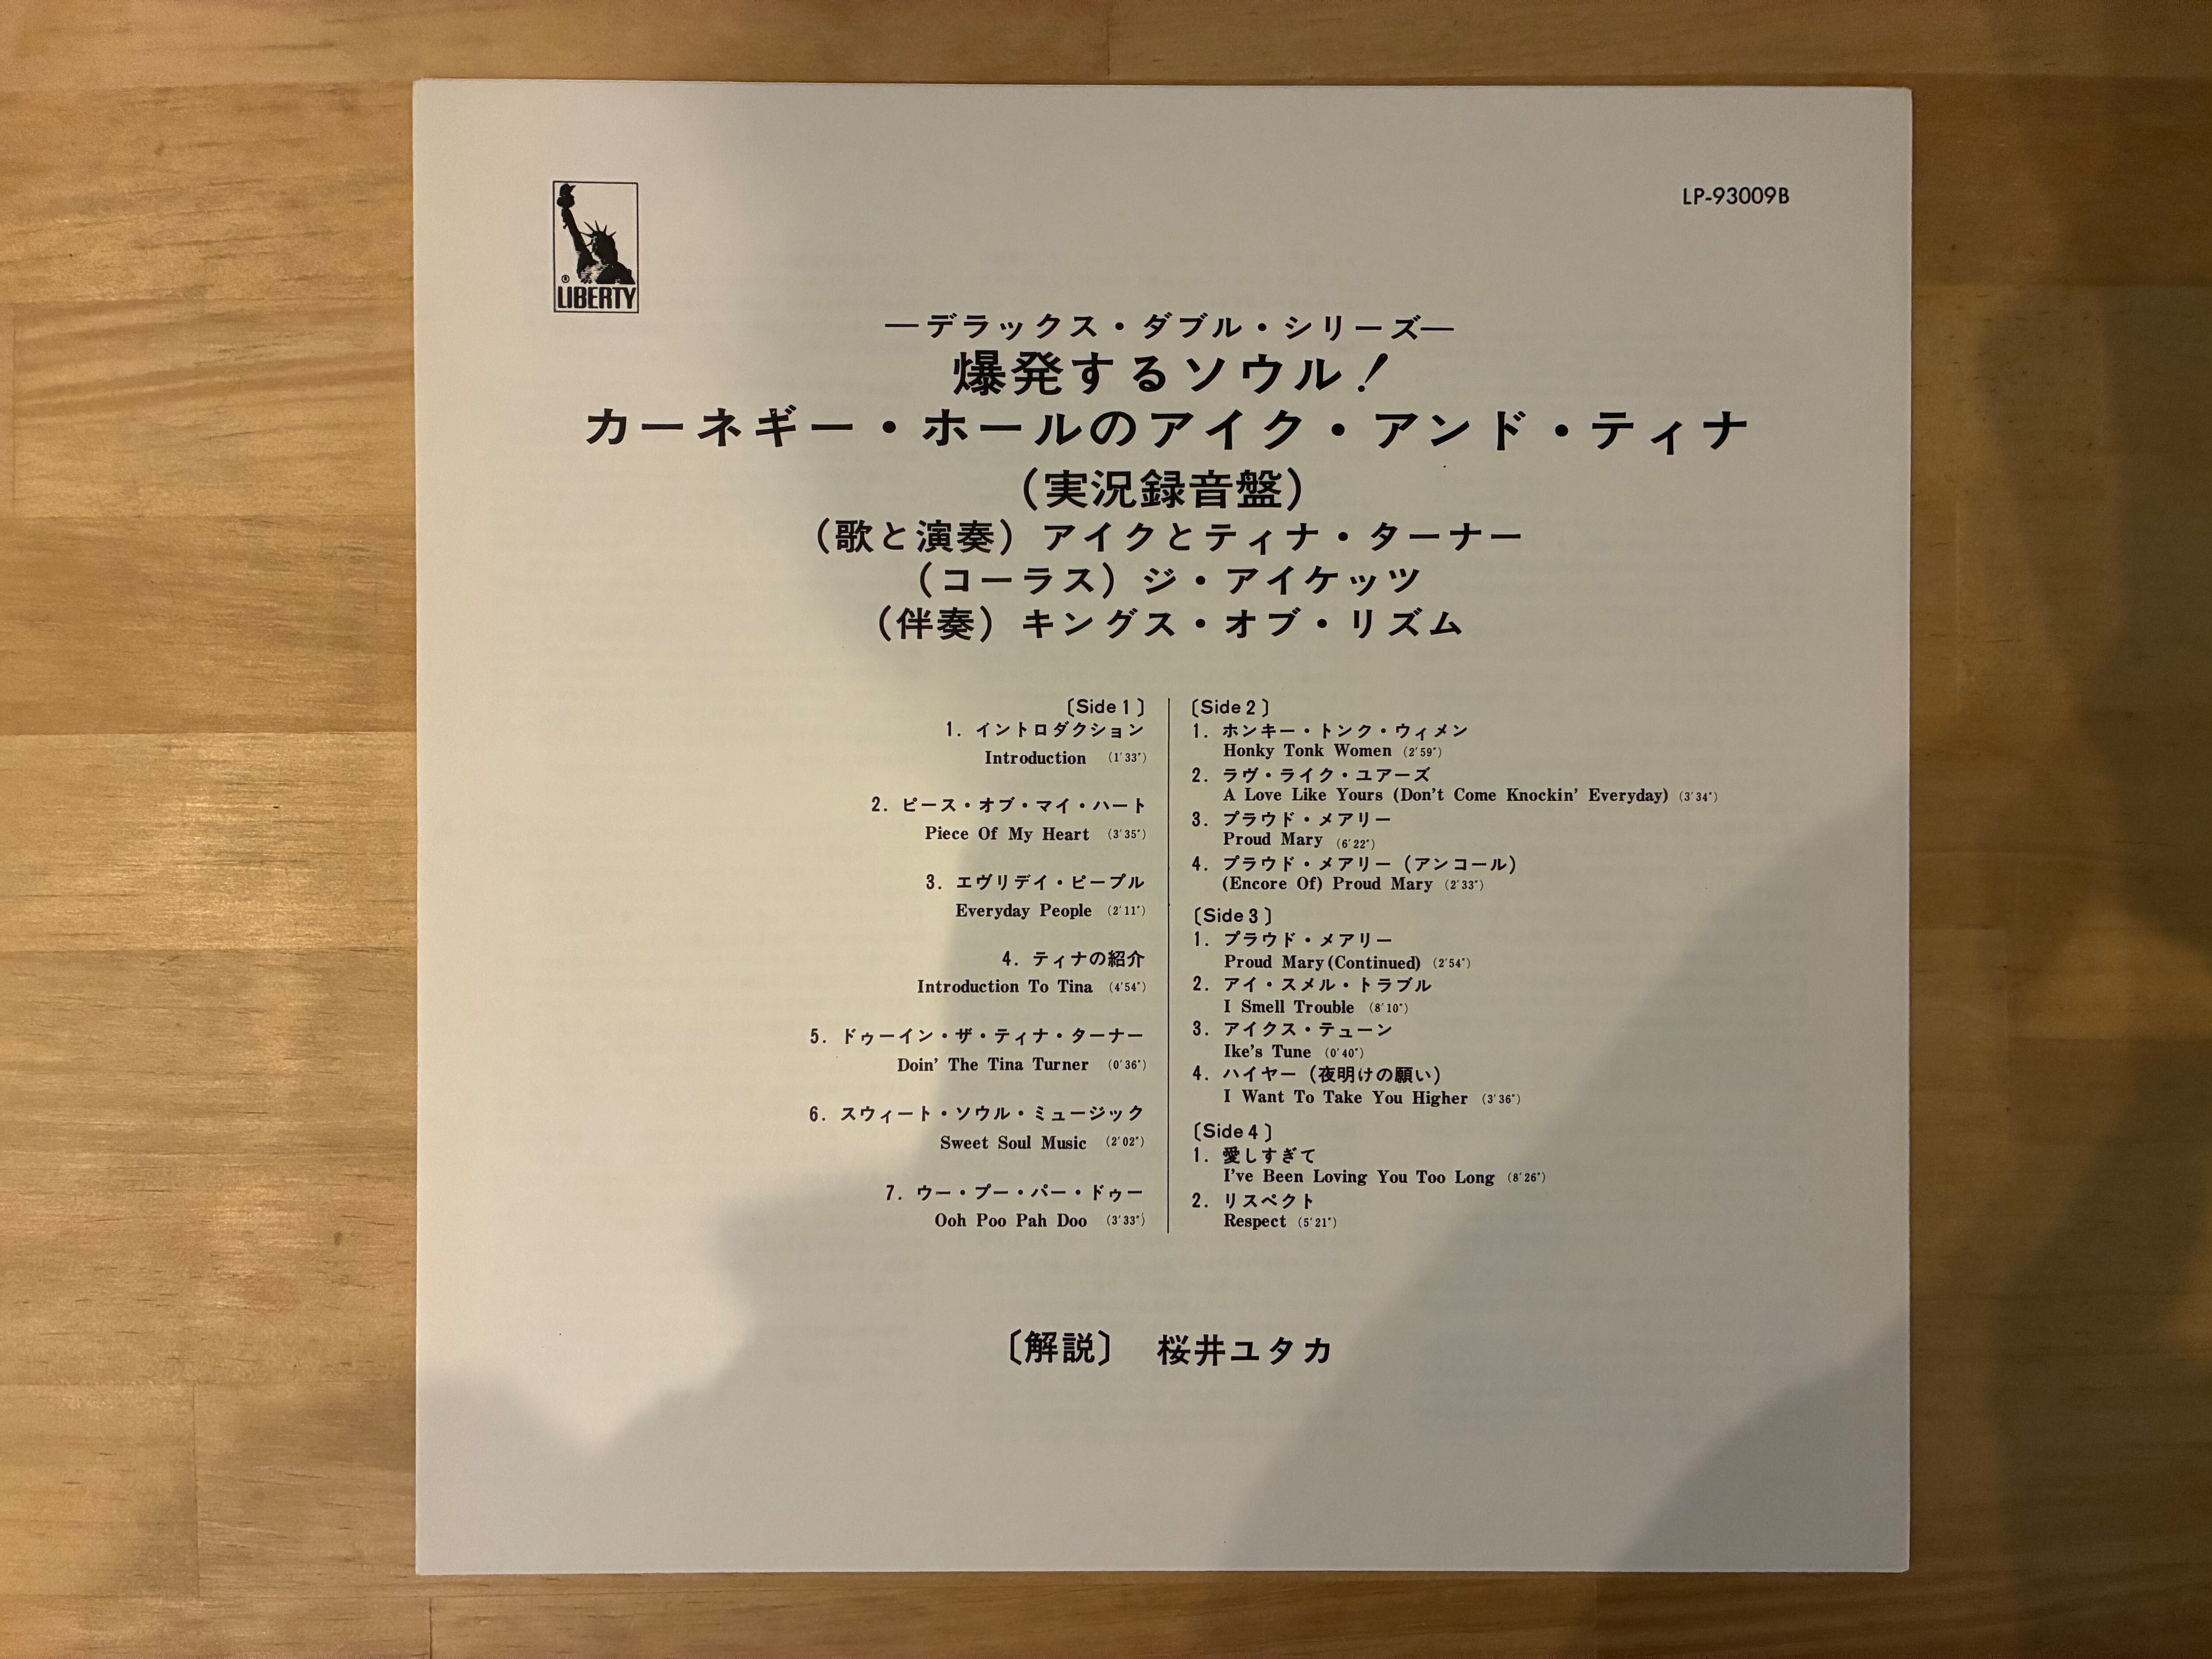 LIBERTY
LP-93009B
—デラックス・ダブル・シリーズ—
爆発するソウル!
カーネギー・ホールのアイク・アンド・ティナ
(実況録音盤)
(歌と演奏) アイクとティナ・ターナー
(コーラス) ジ・アイケッツ
(伴奏) キングス・オブ・リズム
〔Side 1〕
1. イントロダクション
Introduction (1′33″)
2. ピース・オブ・マイ・ハート
Piece Of My Heart (3′35″)
3. エヴリデイ・ピープル
Everyday People (2′11″)
4. ティナの紹介
Introduction To Tina (4′54″)
5. ドゥーイン・ザ・ティナ・ターナー
Doin' The Tina Turner (0′36″)
6. スウィート・ソウル・ミュージック
Sweet Soul Music (2′02″)
7. ウー・プー・パー・ドゥー
Ooh Poo Pah Doo (3′33″)
〔Side 2〕
1. ホンキー・トンク・ウィメン
Honky Tonk Women (2′59″)
2. ラヴ・ライク・ユアーズ
A Love Like Yours (Don't Come Knockin' Everyday) (3′34″)
3. プラウド・メアリー
Proud Mary (6′22″)
4. プラウド・メアリー (アンコール)
(Encore Of) Proud Mary (2′33″)
〔Side 3〕
1. プラウド・メアリー
Proud Mary (Continued) (2′54″)
2. アイ・スメル・トラブル
I Smell Trouble (8′10″)
3. アイクス・テューン
Ike's Tune (0′40″)
4. ハイヤー (夜明けの願い)
I Want To Take You Higher (3′36″)
〔Side 4〕
1. 愛しすぎて
I've Been Loving You Too Long (8′26″)
2. リスペクト
Respect (5′21″)
〔解説〕 桜井ユタカ